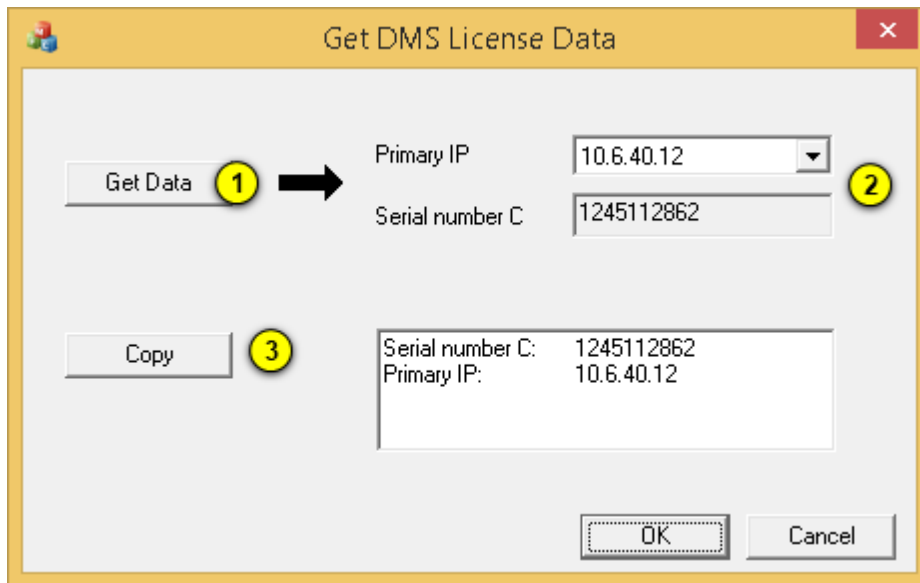 Get DMS License Data
Get Data 1
Primary IP 10.6.40.12
2
Serial number C 1245112862
Copy 3
Serial number C: 1245112862
Primary IP: 10.6.40.12
OK Cancel